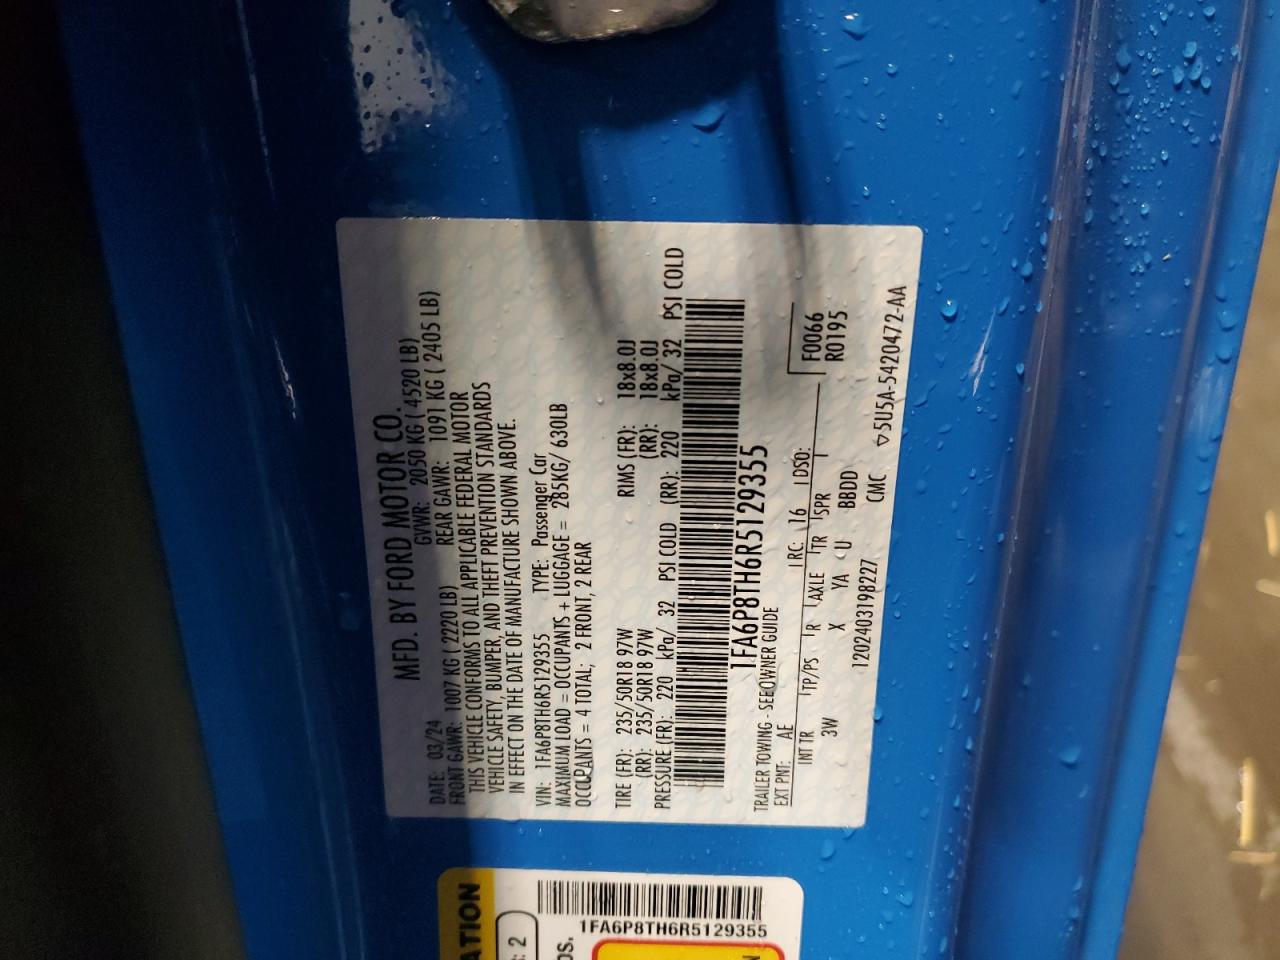 MFD. BY FORD MOTOR CO.
DATE: 03/24 GVWR: 2050 KG ( 4520 LB)
FRONT GAWR: 1007 KG ( 2220 LB) REAR GAWR: 1091 KG ( 2405 LB)
THIS VEHICLE CONFORMS TO ALL APPLICABLE FEDERAL MOTOR
VEHICLE SAFETY, BUMPER, AND THEFT PREVENTION STANDARDS
IN EFFECT ON THE DATE OF MANUFACTURE SHOWN ABOVE.
VIN: 1FA6P8TH6R5129355 TYPE: Passenger Car
MAXIMUM LOAD = OCCUPANTS + LUGGAGE = 285KG/ 630LB
OCCUPANTS = 4 TOTAL; 2 FRONT, 2 REAR
TIRE (FR): 235/50R18 97W RIMS (FR): 18x8.0J
(RR): 235/50R18 97W (RR): 18x8.0J
PRESSURE (FR): 220 kPa/ 32 PSI COLD (RR): 220 kPa/ 32 PSI COLD
1FA6P8TH6R5129355
TRAILER TOWING - SEE OWNER GUIDE
EXT PNT: AE RC: 16 DSO: F0066
R0195
INT TR TP/PS R AXLE TR SPR
3W X YA U BBDD
120240319B227 CMC 5U5A-5420472-AA
1FA6P8TH6R5129355